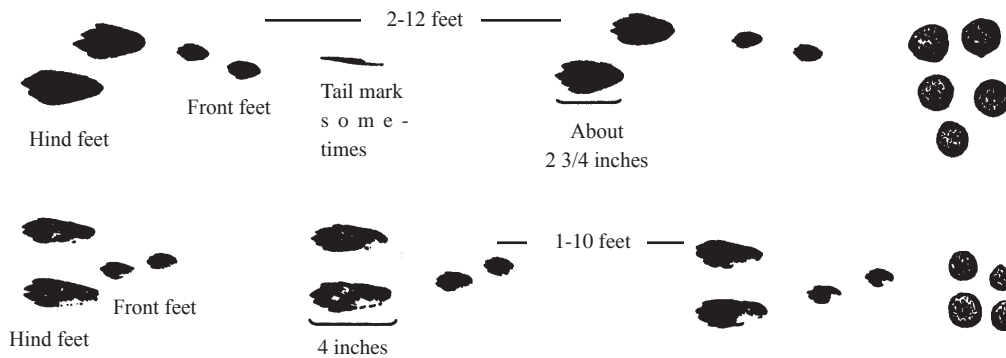 2-12 feet
Front feet
Hind feet
Tail mark
s o m e -
times
About
2 3/4 inches
1-10 feet
Front feet
Hind feet
4 inches